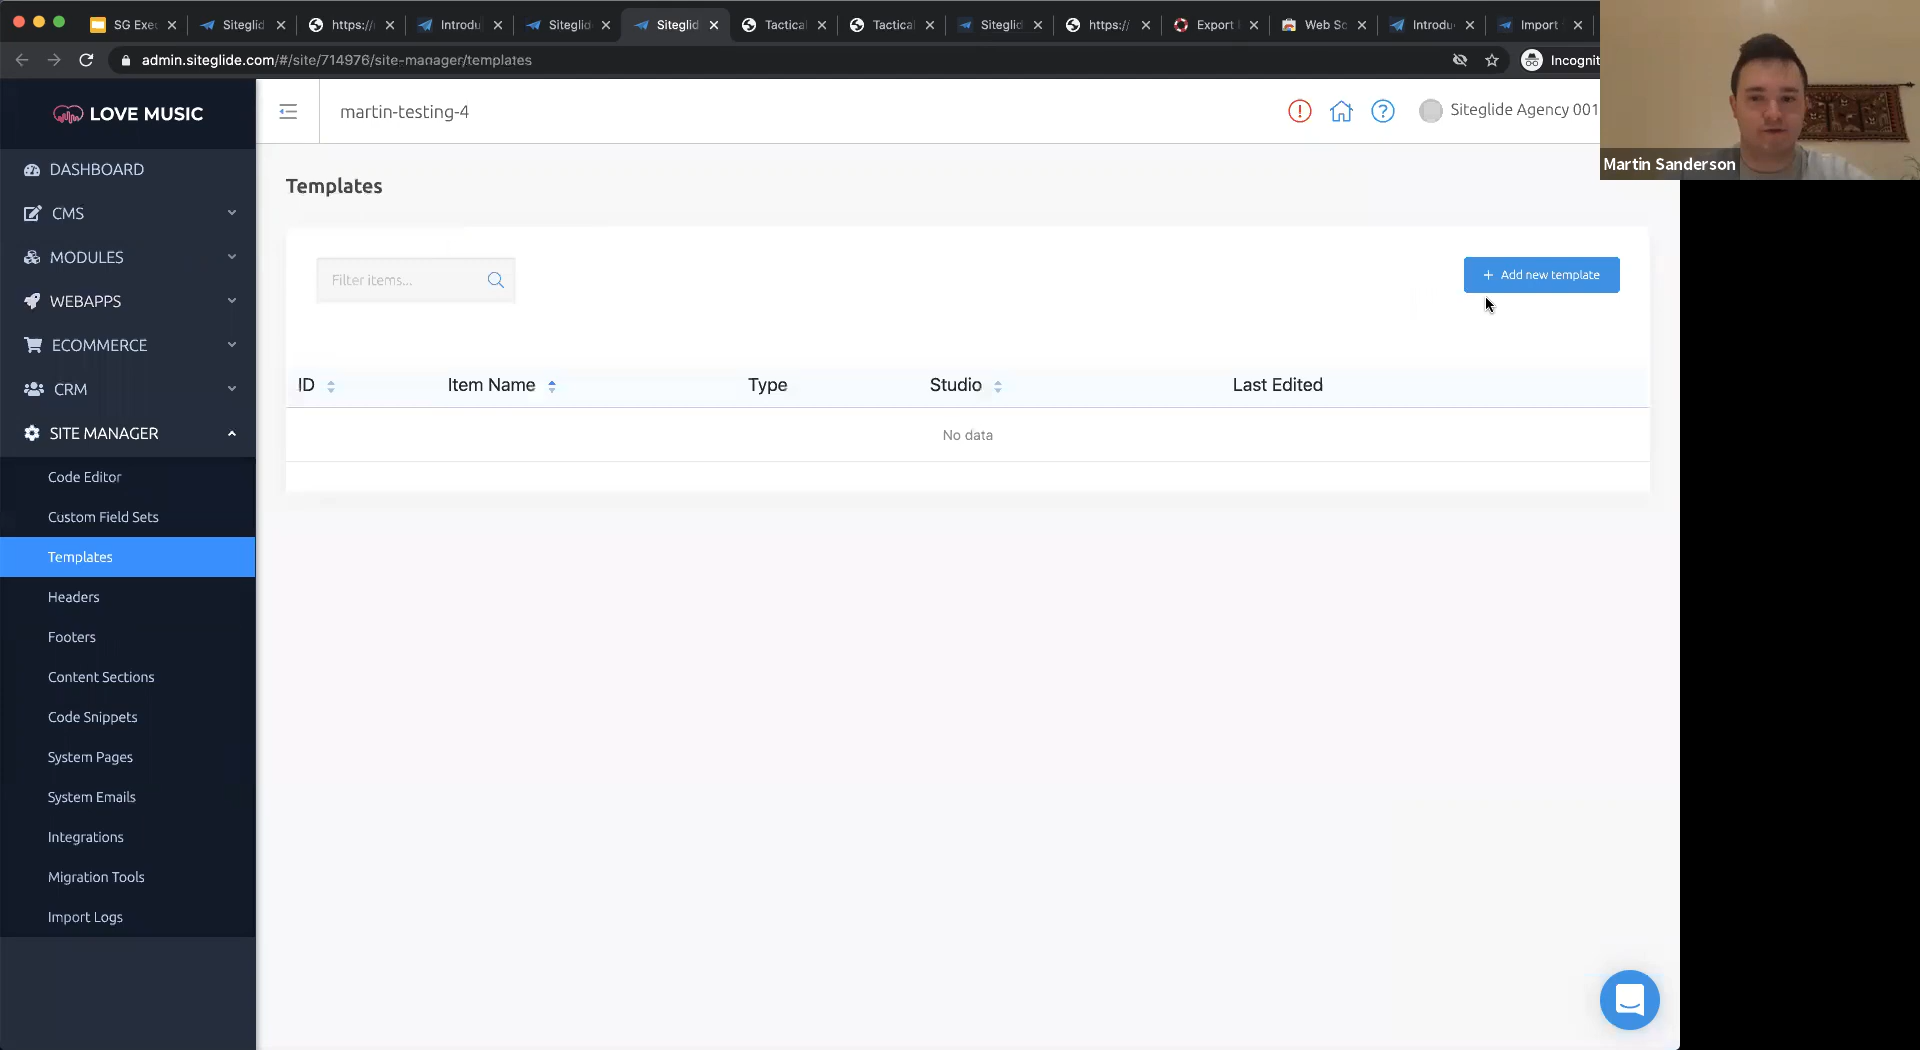 SG Exec
Siteglid
https://
Introdu
Siteglid
Siteglid
Tactical
Tactical
Siteglid
https://
Export
Web Sc
Introdu
Import
admin.siteglide.com/#/site/714976/site-manager/templates
Incognit
LOVE MUSIC
martin-testing-4
Siteglide Agency 001
Martin Sanderson
DASHBOARD
CMS
MODULES
WEBAPPS
ECOMMERCE
CRM
SITE MANAGER
Code Editor
Custom Field Sets
Templates
Headers
Footers
Content Sections
Code Snippets
System Pages
System Emails
Integrations
Migration Tools
Import Logs
Templates
Filter items...
+ Add new template
ID Item Name Type Studio Last Edited
No data